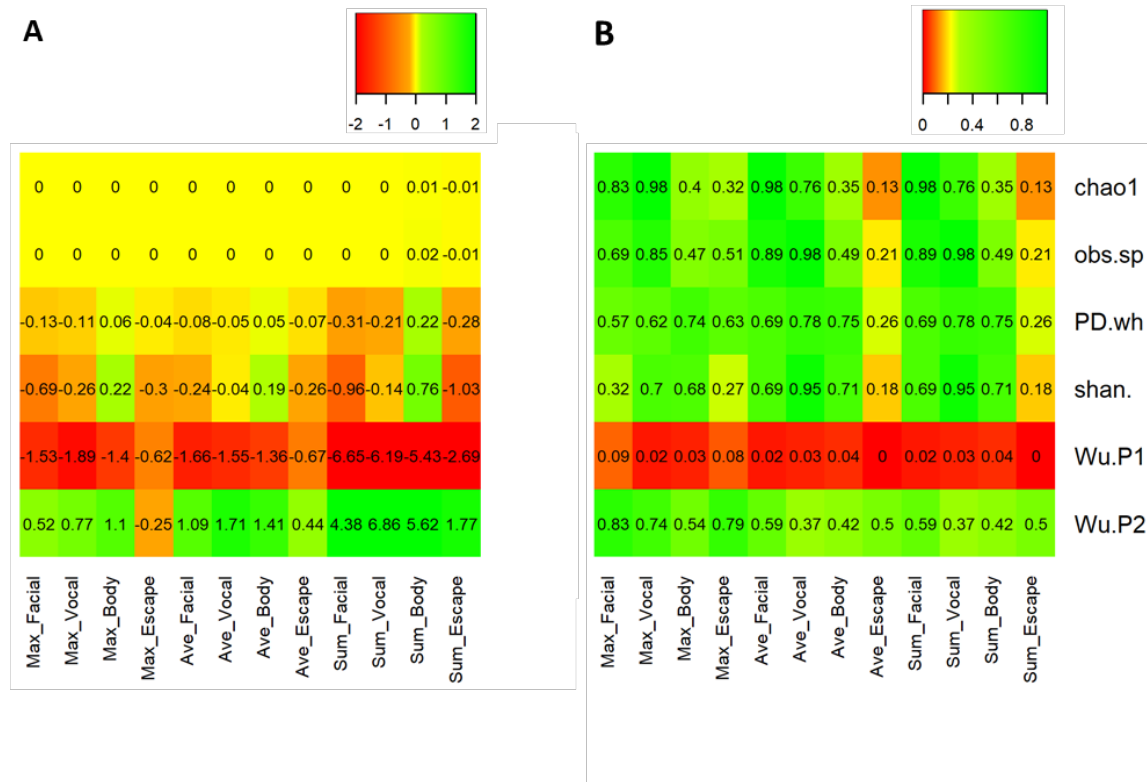 A
B
-2 -1 0 1 2
0 0.4 0.8
0 0 0 0 0 0 0 0 0 0 0.01 -0.01 0.83 0.98 0.4 0.32 0.98 0.76 0.35 0.13 0.98 0.76 0.35 0.13 chao1
0 0 0 0 0 0 0 0 0 0 0.02 -0.01 0.69 0.85 0.47 0.51 0.89 0.98 0.49 0.21 0.89 0.98 0.49 0.21 obs.sp
-0.13 -0.11 0.06 -0.04 -0.08 -0.05 0.05 -0.07 -0.31 -0.21 0.22 -0.28 0.57 0.62 0.74 0.63 0.69 0.78 0.75 0.26 0.69 0.78 0.75 0.26 PD.wh
-0.69 -0.26 0.22 -0.3 -0.24 -0.04 0.19 -0.26 -0.96 -0.14 0.76 -1.03 0.32 0.7 0.68 0.27 0.69 0.95 0.71 0.18 0.69 0.95 0.71 0.18 shan.
-1.53 -1.89 -1.4 -0.62 -1.66 -1.55 -1.36 -0.67 -6.65 -6.19 -5.43 -2.69 0.09 0.02 0.03 0.08 0.02 0.03 0.04 0 0.02 0.03 0.04 0 Wu.P1
0.52 0.77 1.1 -0.25 1.09 1.71 1.41 0.44 4.38 6.86 5.62 1.77 0.83 0.74 0.54 0.79 0.59 0.37 0.42 0.5 0.59 0.37 0.42 0.5 Wu.P2
Max_Facial
Max_Vocal
Max_Body
Max_Escape
Ave_Facial
Ave_Vocal
Ave_Body
Ave_Escape
Sum_Facial
Sum_Vocal
Sum_Body
Sum_Escape
Max_Facial
Max_Vocal
Max_Body
Max_Escape
Ave_Facial
Ave_Vocal
Ave_Body
Ave_Escape
Sum_Facial
Sum_Vocal
Sum_Body
Sum_Escape